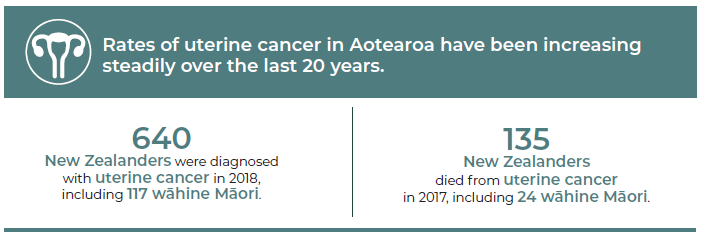 Rates of uterine cancer in Aotearoa have been increasing
steadily over the last 20 years.
640
New Zealanders were diagnosed
with uterine cancer in 2018,
including 117 wāhine Māori.
135
New Zealanders
died from uterine cancer
in 2017, including 24 wāhine Māori.